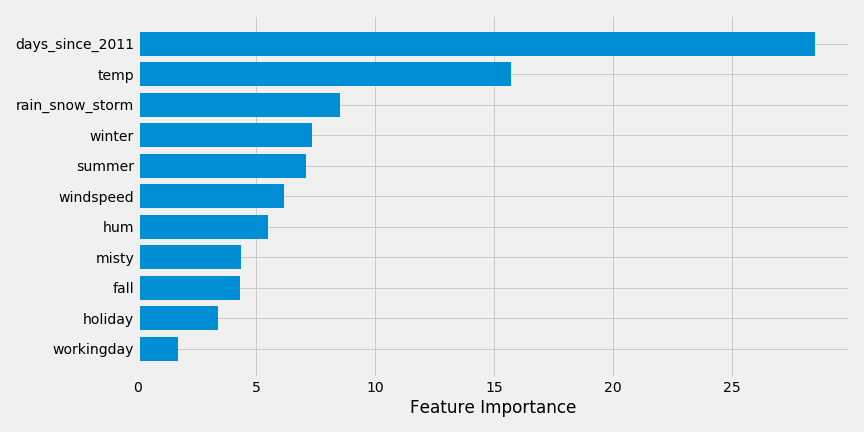 days_since_2011
temp
rain_snow_storm
winter
summer
windspeed
hum
misty
fall
holiday
workingday
0 5 10 15 20 25
Feature Importance